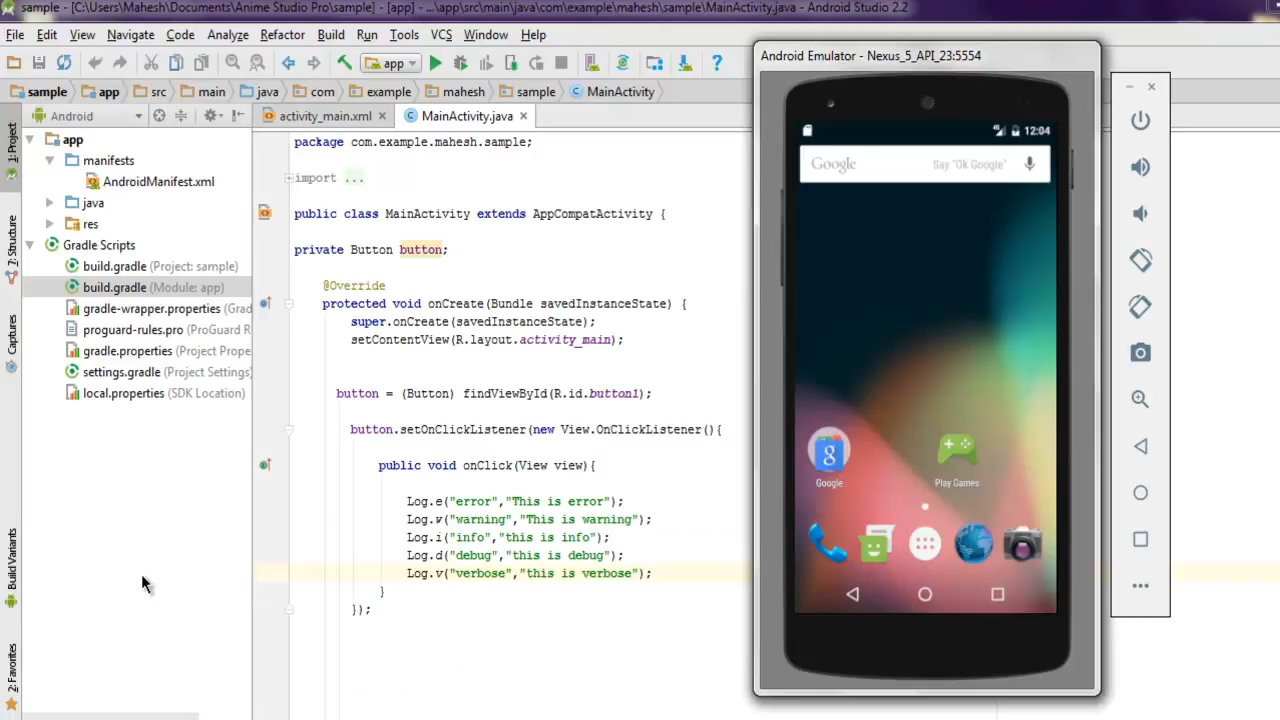 sample - [C:\Users\Mahesh\Documents\Anime Studio Pro\sample] - [app] - ...\app\src\main\java\com\example\mahesh\sample\MainActivity.java - Android Studio 2.2
File Edit View Navigate Code Analyze Refactor Build Run Tools VCS Window Help
app
sample app src main java com example mahesh sample MainActivity
Android
activity_main.xml MainActivity.java
1: Project
7: Structure
Captures
Build Variants
2: Favorites
app
manifests
AndroidManifest.xml
java
res
Gradle Scripts
build.gradle (Project: sample)
build.gradle (Module: app)
gradle-wrapper.properties (Grad
proguard-rules.pro (ProGuard R
gradle.properties (Project Prope
settings.gradle (Project Settings)
local.properties (SDK Location)
package com.example.mahesh.sample;
import ...
public class MainActivity extends AppCompatActivity {
private Button button;
@Override
protected void onCreate(Bundle savedInstanceState) {
super.onCreate(savedInstanceState);
setContentView(R.layout.activity_main);
button = (Button) findViewById(R.id.button1);
button.setOnClickListener(new View.OnClickListener(){
public void onClick(View view){
Log.e("error","This is error");
Log.v("warning","This is warning");
Log.i("info","this is info");
Log.d("debug","this is debug");
Log.v("verbose","this is verbose");
}
});
Android Emulator - Nexus_5_API_23:5554
12:04
Google Say "Ok Google"
Google Play Games